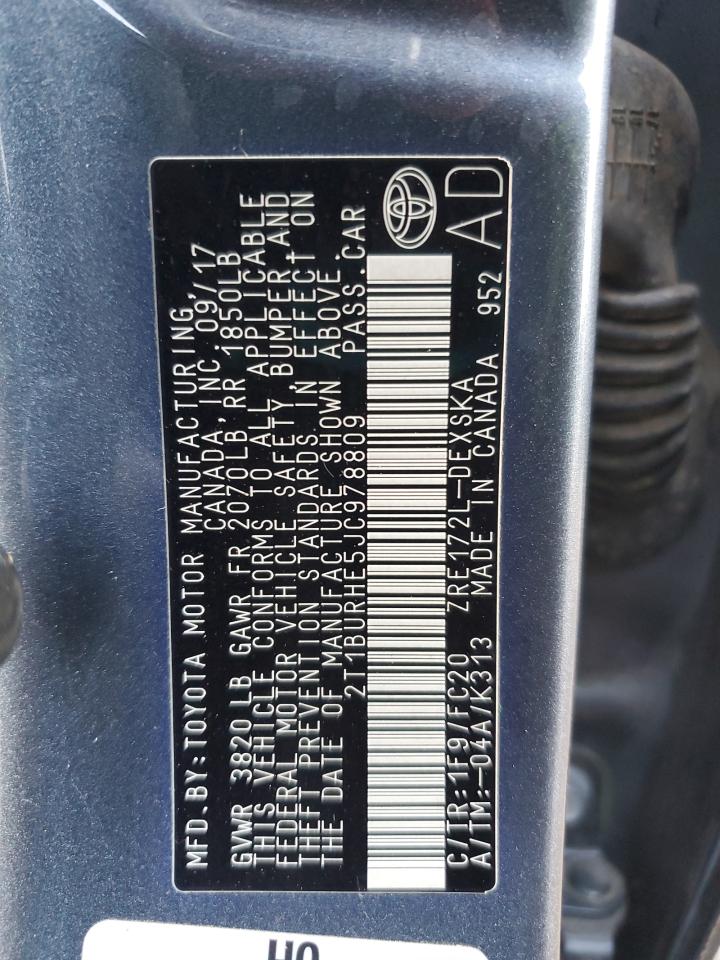 MFD.BY:TOYOTA MOTOR MANUFACTURING,
CANADA, INC. 09/17
GVWR 3820 LB GAWR FR 2070LB, RR 1850LB
THIS VEHICLE CONFORMS TO ALL APPLICABLE
FEDERAL MOTOR VEHICLE SAFETY, BUMPER, AND
THEFT PREVENTION STANDARDS IN EFFECT ON
THE DATE OF MANUFACTURE SHOWN ABOVE.
2T1BURHE5JC978809 PASS.CAR
C/TR:1F9/FC20 ZRE172L-DEXSKA
A/TM:-04A/K313 MADE IN CANADA 952
AD